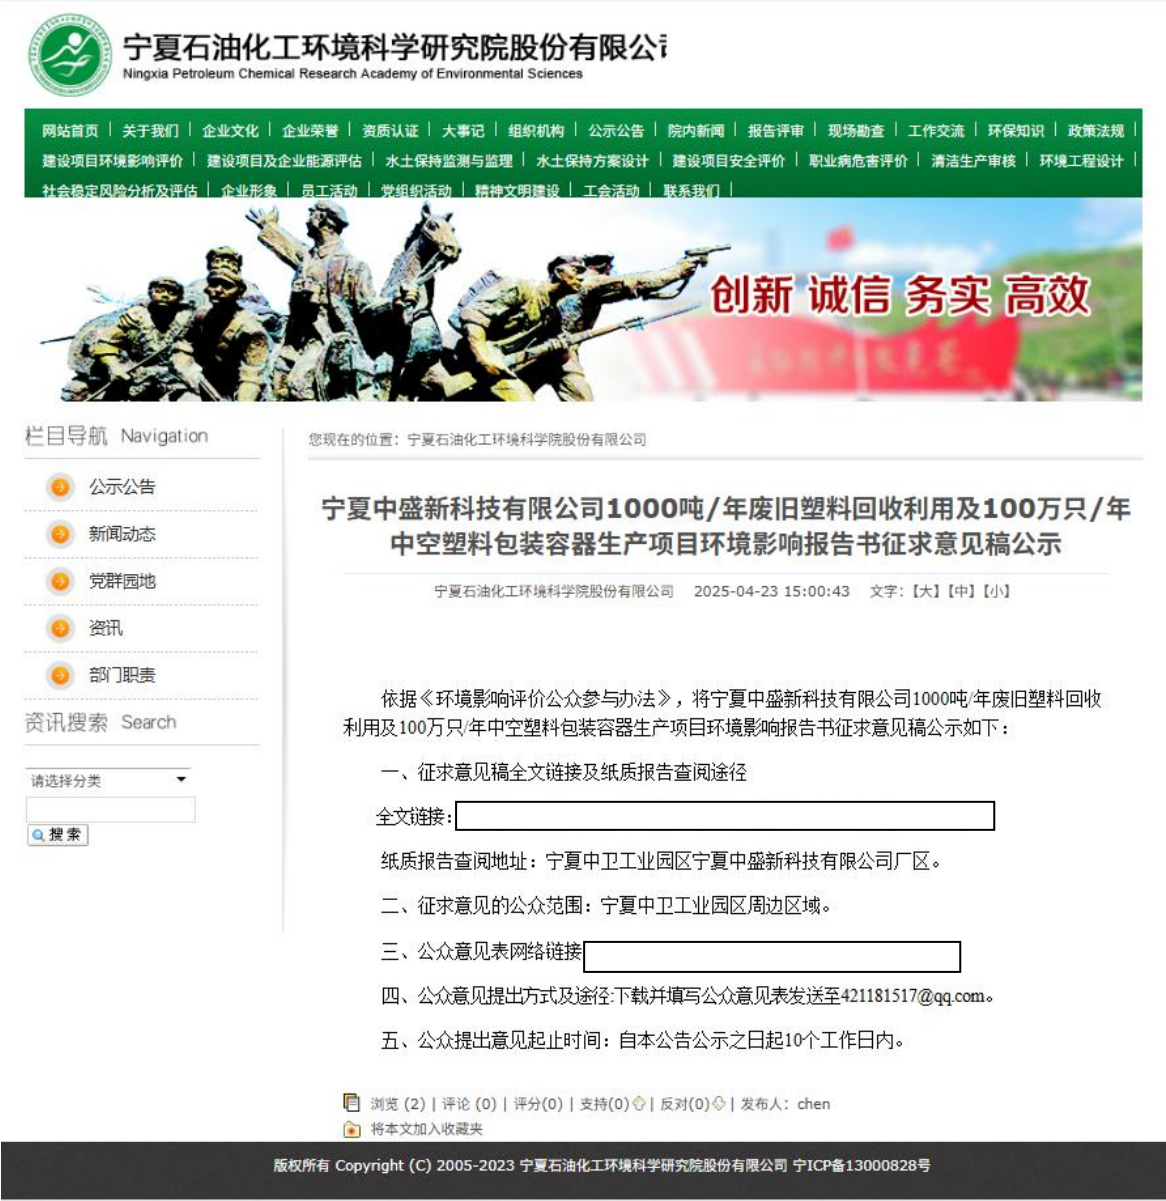 宁夏石油化工环境科学研究院股份有限公
Ningxia Petroleum Chemical Research Academy of Environmental Sciences
网站首页 | 关于我们 | 企业文化 | 企业荣誉 | 资质认证 | 大事记 | 组织机构 | 公示公告 | 院内新闻 | 报告评审 | 现场勘查 | 工作交流 | 环保知识 | 政策法规 |
建设项目环境影响评价 | 建设项目及企业能源评估 | 水土保持监测与监理 | 水土保持方案设计 | 建设项目安全评价 | 职业病危害评价 | 清洁生产审核 | 环境工程设计 |
社会稳定风险分析及评估 | 企业形象 | 员工活动 | 党组织活动 | 精神文明建设 | 工会活动 | 联系我们 |
创新 诚信 务实 高效
栏目导航 Navigation
公示公告
新闻动态
党群园地
资讯
部门职责
资讯搜索 Search
请选择分类
搜 索
您现在的位置：宁夏石油化工环境科学院股份有限公司
宁夏中盛新科技有限公司1000吨/年废旧塑料回收利用及100万只/年
中空塑料包装容器生产项目环境影响报告书征求意见稿公示
宁夏石油化工环境科学院股份有限公司 2025-04-23 15:00:43 文字：【大】【中】【小】
依据《环境影响评价公众参与办法》，将宁夏中盛新科技有限公司1000吨/年废旧塑料回收
利用及100万只/年中空塑料包装容器生产项目环境影响报告书征求意见稿公示如下：
一、征求意见稿全文链接及纸质报告查阅途径
全文链接：
纸质报告查阅地址：宁夏中卫工业园区宁夏中盛新科技有限公司厂区。
二、征求意见的公众范围：宁夏中卫工业园区周边区域。
三、公众意见表网络链接
四、公众意见提出方式及途径:下载并填写公众意见表发送至421181517@qq.com。
五、公众提出意见起止时间：自本公告公示之日起10个工作日内。
浏览 (2) | 评论 (0) | 评分(0) | 支持(0) | 反对(0) | 发布人：chen
将本文加入收藏夹
版权所有 Copyright (C) 2005-2023 宁夏石油化工环境科学研究院股份有限公司 宁ICP备13000828号